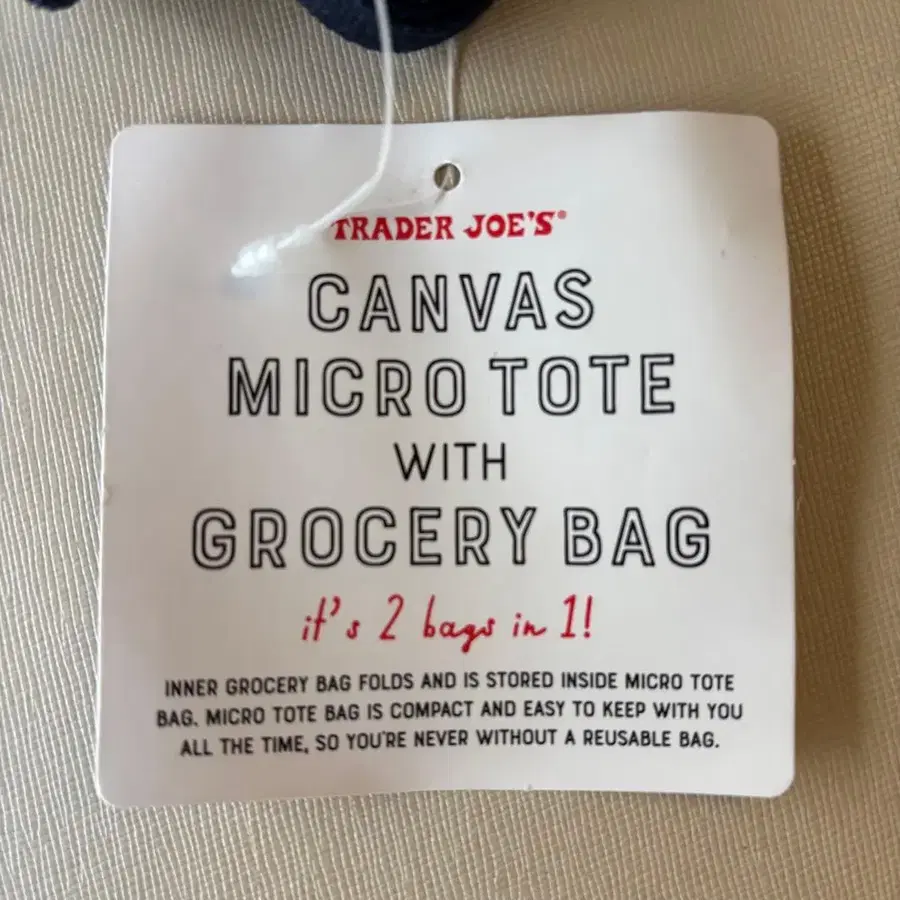 TRADER JOE'S®
CANVAS
MICRO TOTE
WITH
GROCERY BAG
it's 2 bags in 1!
INNER GROCERY BAG FOLDS AND IS STORED INSIDE MICRO TOTE
BAG. MICRO TOTE BAG IS COMPACT AND EASY TO KEEP WITH YOU
ALL THE TIME, SO YOU'RE NEVER WITHOUT A REUSABLE BAG.